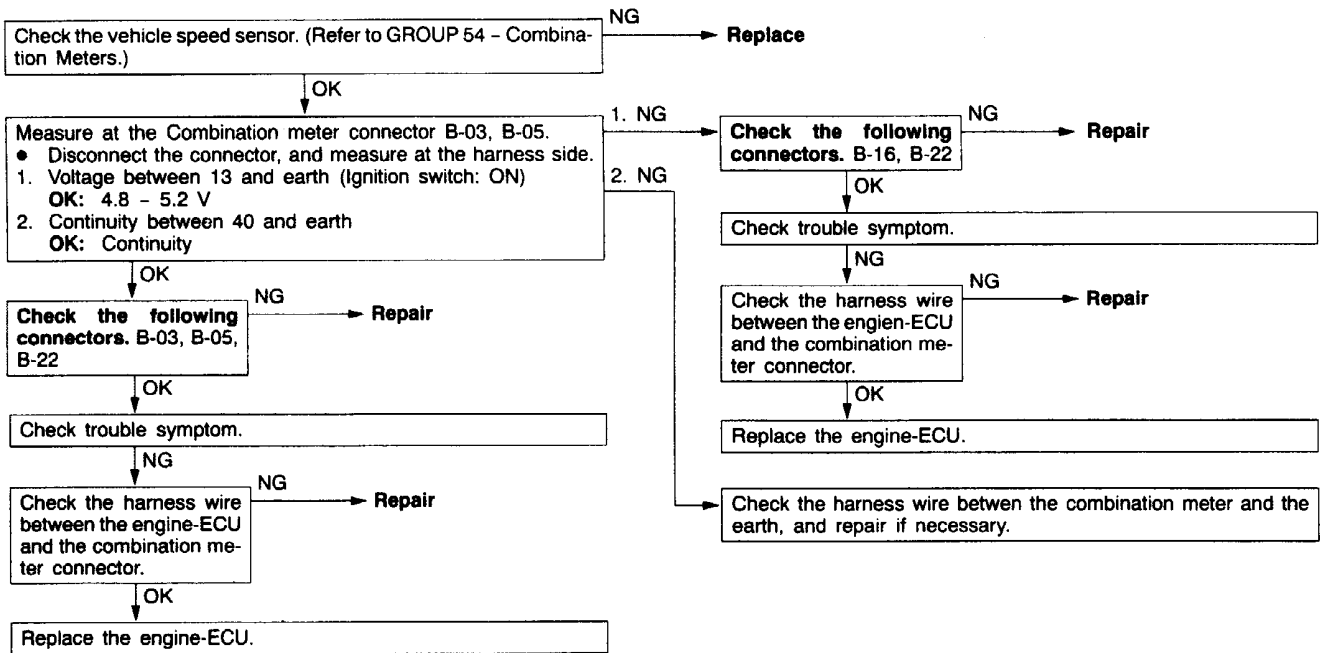 NG
Check the vehicle speed sensor. (Refer to GROUP 54 – Combina-
tion Meters.)
Replace
OK
Measure at the Combination meter connector B-03, B-05.
● Disconnect the connector, and measure at the harness side.
1. Voltage between 13 and earth (Ignition switch: ON)
OK: 4.8 – 5.2 V
2. Continuity between 40 and earth
OK: Continuity
1. NG
2. NG
OK
Check the following
connectors. B-03, B-05,
B-22
NG
Repair
OK
Check trouble symptom.
NG
Check the harness wire
between the engine-ECU
and the combination me-
ter connector.
NG
Repair
OK
Replace the engine-ECU.
Check the following
connectors. B-16, B-22
NG
Repair
OK
Check trouble symptom.
NG
Check the harness wire
between the engien-ECU
and the combination me-
ter connector.
NG
Repair
OK
Replace the engine-ECU.
Check the harness wire betwen the combination meter and the
earth, and repair if necessary.